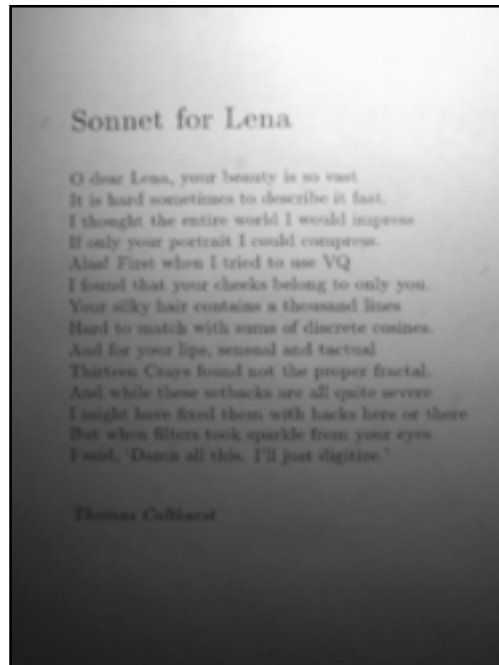 Sonnet for Lena
O dear Lena, your beauty is so vast
It is hard sometimes to describe it fast.
I thought the entire world I would impress
If only your portrait I could compress.
Alas! First when I tried to use VQ
I found that your cheeks belong to only you.
Your silky hair contains a thousand lines
Hard to match with sums of discrete cosines.
And for your lips, sensual and tactual
Thirteen Crays found not the proper fractal.
And while these setbacks are all quite severe
I might have fixed them with hacks here or there
But when filters took sparkle from your eyes
I said, 'Damn all this. I'll just digitize.'
Thomas Colthurst